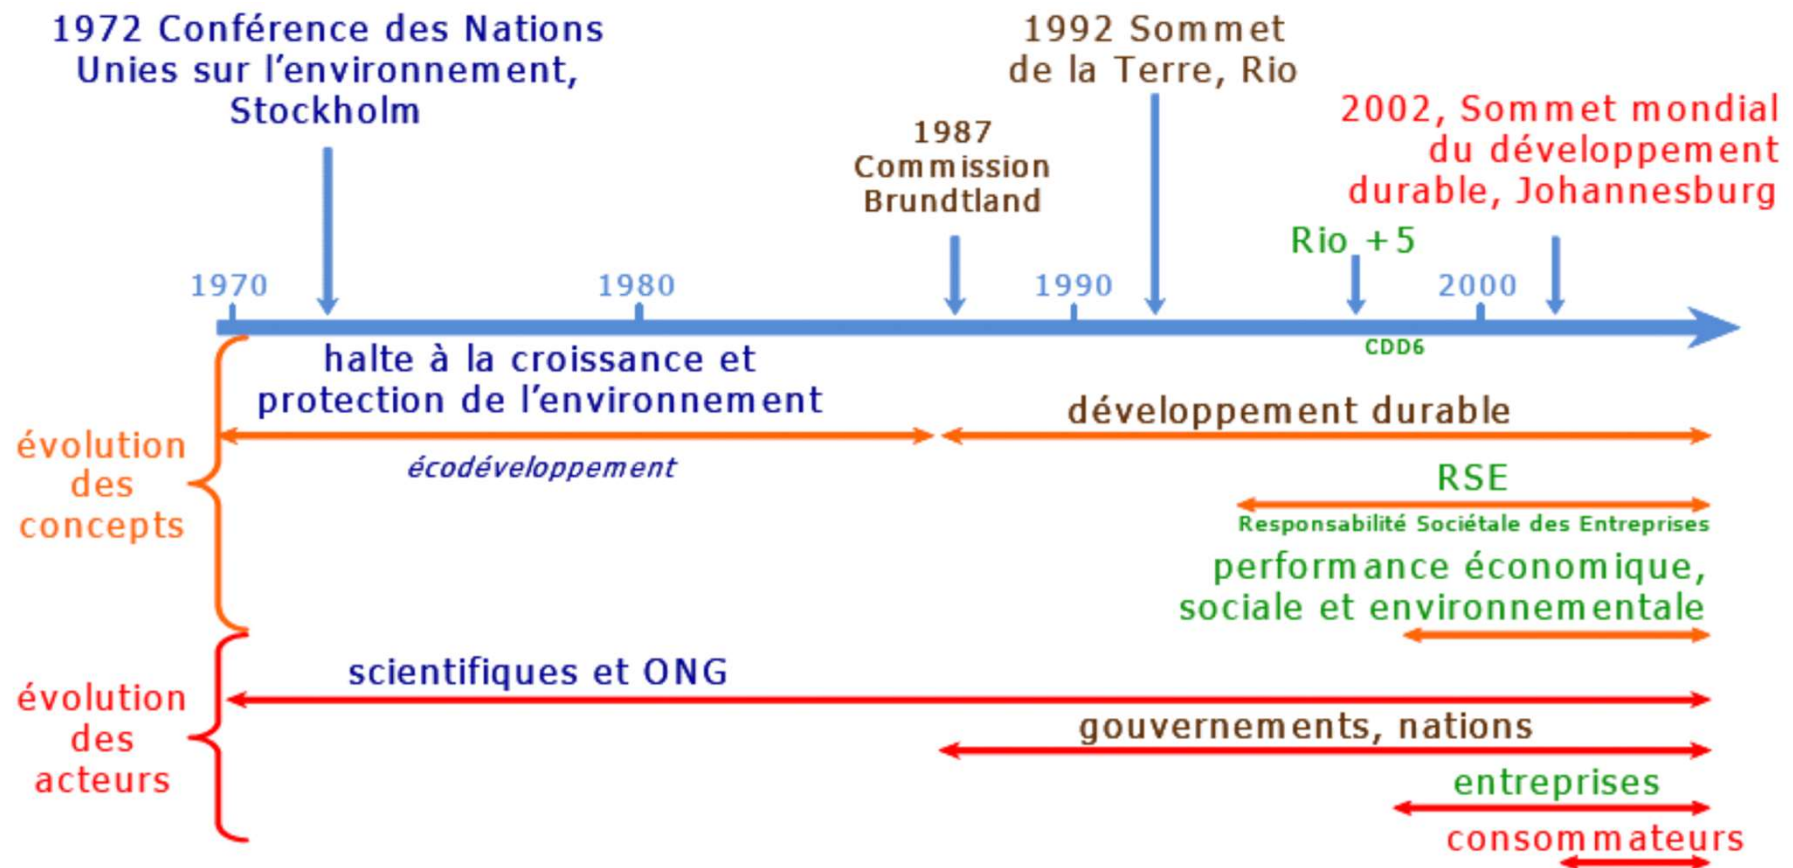 1972 Conférence des Nations
Unies sur l’environnement,
Stockholm
1992 Sommet
de la Terre, Rio
1987
Commission
Brundtland
2002, Sommet mondial
du développement
durable, Johannesburg
Rio +5
1970
1980
1990
2000
CDD6
halte à la croissance et
protection de l’environnement
développement durable
évolution
des
concepts
écodéveloppement
RSE
Responsabilité Sociétale des Entreprises
performance économique,
sociale et environnementale
scientifiques et ONG
évolution
des
acteurs
gouvernements, nations
entreprises
consommateurs